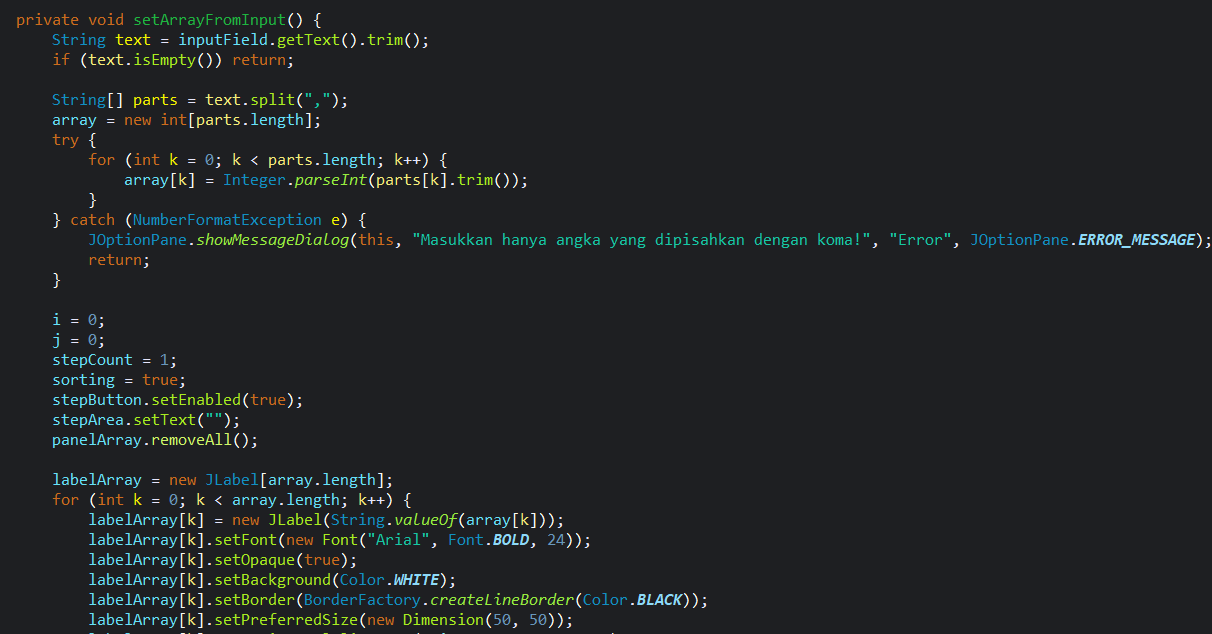 private void setArrayFromInput() {
    String text = inputField.getText().trim();
    if (text.isEmpty()) return;

    String[] parts = text.split(",");
    array = new int[parts.length];
    try {
        for (int k = 0; k < parts.length; k++) {
            array[k] = Integer.parseInt(parts[k].trim());
        }
    } catch (NumberFormatException e) {
        JOptionPane.showMessageDialog(this, "Masukkan hanya angka yang dipisahkan dengan koma!", "Error", JOptionPane.ERROR_MESSAGE);
        return;
    }

    i = 0;
    j = 0;
    stepCount = 1;
    sorting = true;
    stepButton.setEnabled(true);
    stepArea.setText("");
    panelArray.removeAll();

    labelArray = new JLabel[array.length];
    for (int k = 0; k < array.length; k++) {
        labelArray[k] = new JLabel(String.valueOf(array[k]));
        labelArray[k].setFont(new Font("Arial", Font.BOLD, 24));
        labelArray[k].setOpaque(true);
        labelArray[k].setBackground(Color.WHITE);
        labelArray[k].setBorder(BorderFactory.createLineBorder(Color.BLACK));
        labelArray[k].setPreferredSize(new Dimension(50, 50));